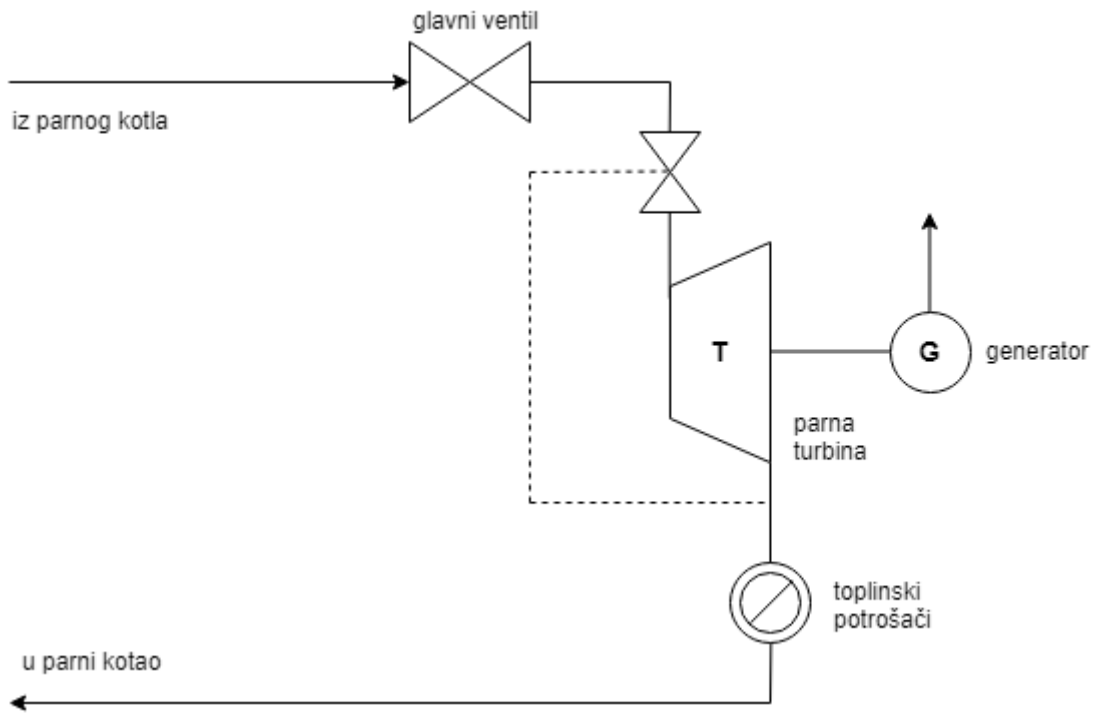 glavni ventil
iz parnog kotla
T
G
generator
parna
turbina
toplinski
potrošači
u parni kotao